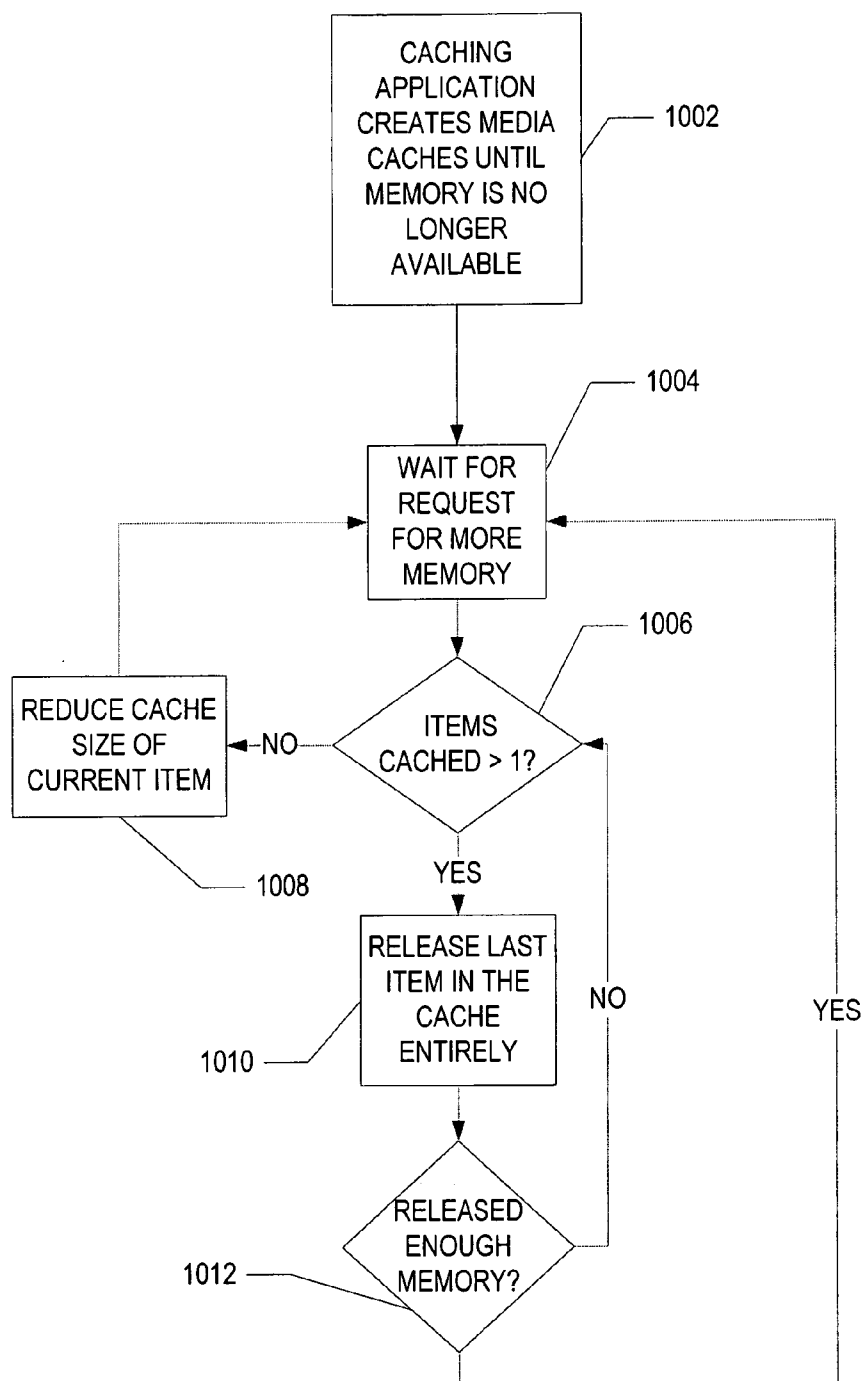 CACHING
APPLICATION
CREATES MEDIA
CACHES UNTIL
MEMORY IS NO
LONGER
AVAILABLE
1002
1004
WAIT FOR
REQUEST
FOR MORE
MEMORY
1006
REDUCE CACHE
SIZE OF
CURRENT ITEM
NO
ITEMS
CACHED > 1?
1008
YES
RELEASE LAST
ITEM IN THE
CACHE
ENTIRELY
NO
YES
1010
RELEASED
ENOUGH
MEMORY?
1012